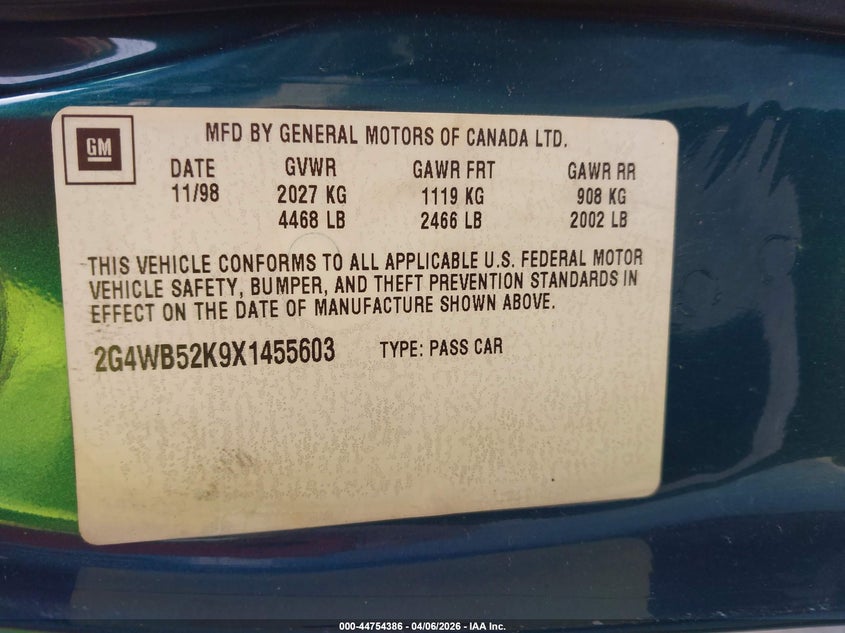 GM
MFD BY GENERAL MOTORS OF CANADA LTD.
DATE GVWR GAWR FRT GAWR RR
11/98 2027 KG 1119 KG 908 KG
4468 LB 2466 LB 2002 LB
THIS VEHICLE CONFORMS TO ALL APPLICABLE U.S. FEDERAL MOTOR
VEHICLE SAFETY, BUMPER, AND THEFT PREVENTION STANDARDS IN
EFFECT ON THE DATE OF MANUFACTURE SHOWN ABOVE.
2G4WB52K9X1455603 TYPE: PASS CAR
000-44754386 - 04/06/2026 - IAA Inc.